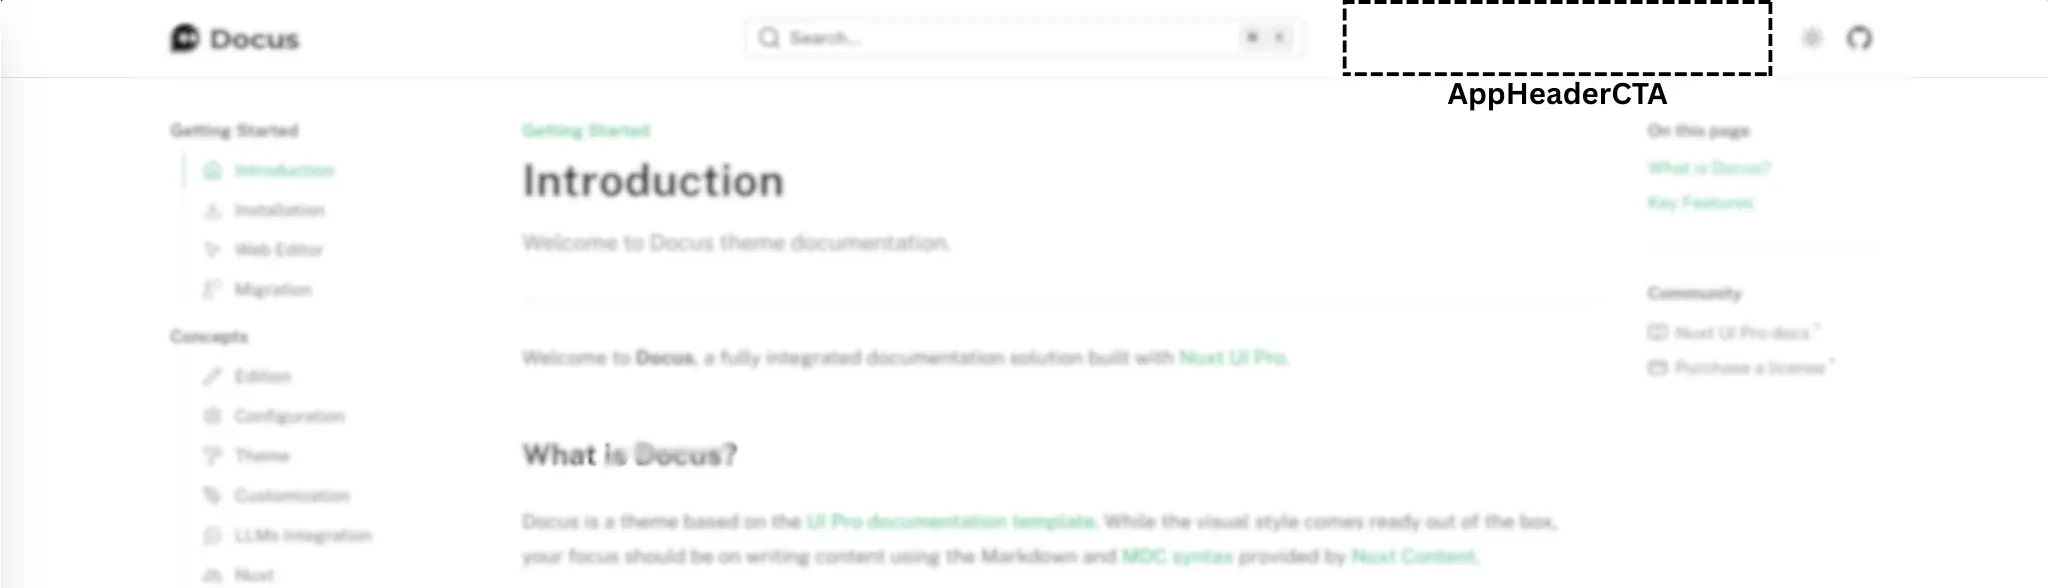 Docus
Search...
⌘ K
AppHeaderCTA
Getting Started
Introduction
Installation
Web Editor
Migration
Concepts
Edition
Configuration
Theme
Customization
LLMs Integration
Nuxt
Getting Started
Introduction
Welcome to Docus theme documentation.
Welcome to Docus, a fully integrated documentation solution built with Nuxt UI Pro.
What is Docus?
Docus is a theme based on the UI Pro documentation template. While the visual style comes ready out of the box,
your focus should be on writing content using the Markdown and MDC syntax provided by Nuxt Content.
On this page
What is Docus?
Key Features
Community
Nuxt UI Pro docs
Purchase a license